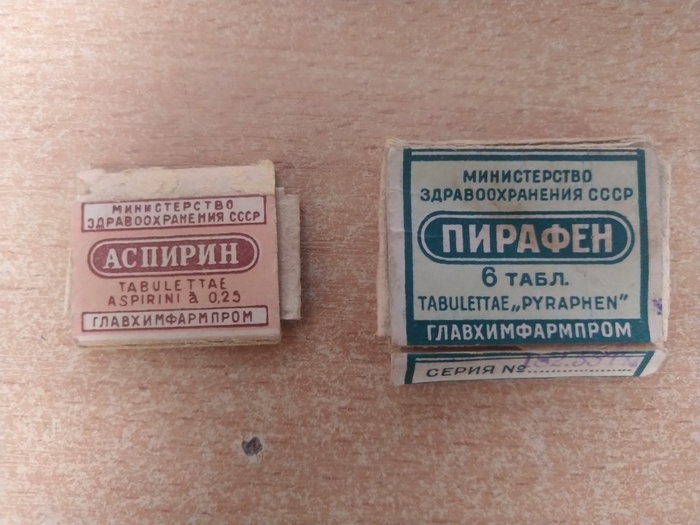 МИНИСТЕРСТВО
ЗДРАВООХРАНЕНИЯ СССР
АСПИРИН
TABULETTAE
ASPIRINI à 0,25
ГЛАВХИМФАРМПРОМ
МИНИСТЕРСТВО
ЗДРАВООХРАНЕНИЯ СССР
ПИРАФЕН
6 ТАБЛ.
TABULETTAE „PYRAPHEN"
ГЛАВХИМФАРМПРОМ
СЕРИЯ №